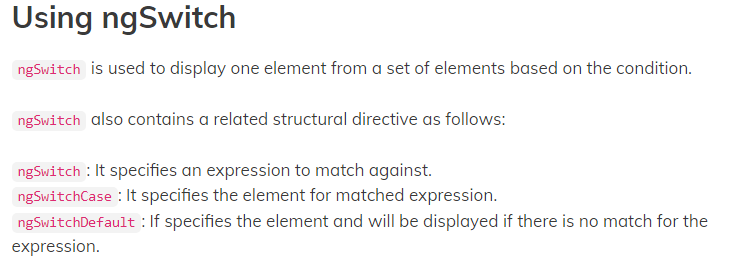 Using ngSwitch
ngSwitch is used to display one element from a set of elements based on the condition.
ngSwitch also contains a related structural directive as follows:
ngSwitch: It specifies an expression to match against.
ngSwitchCase: It specifies the element for matched expression.
ngSwitchDefault: If specifies the element and will be displayed if there is no match for the
expression.